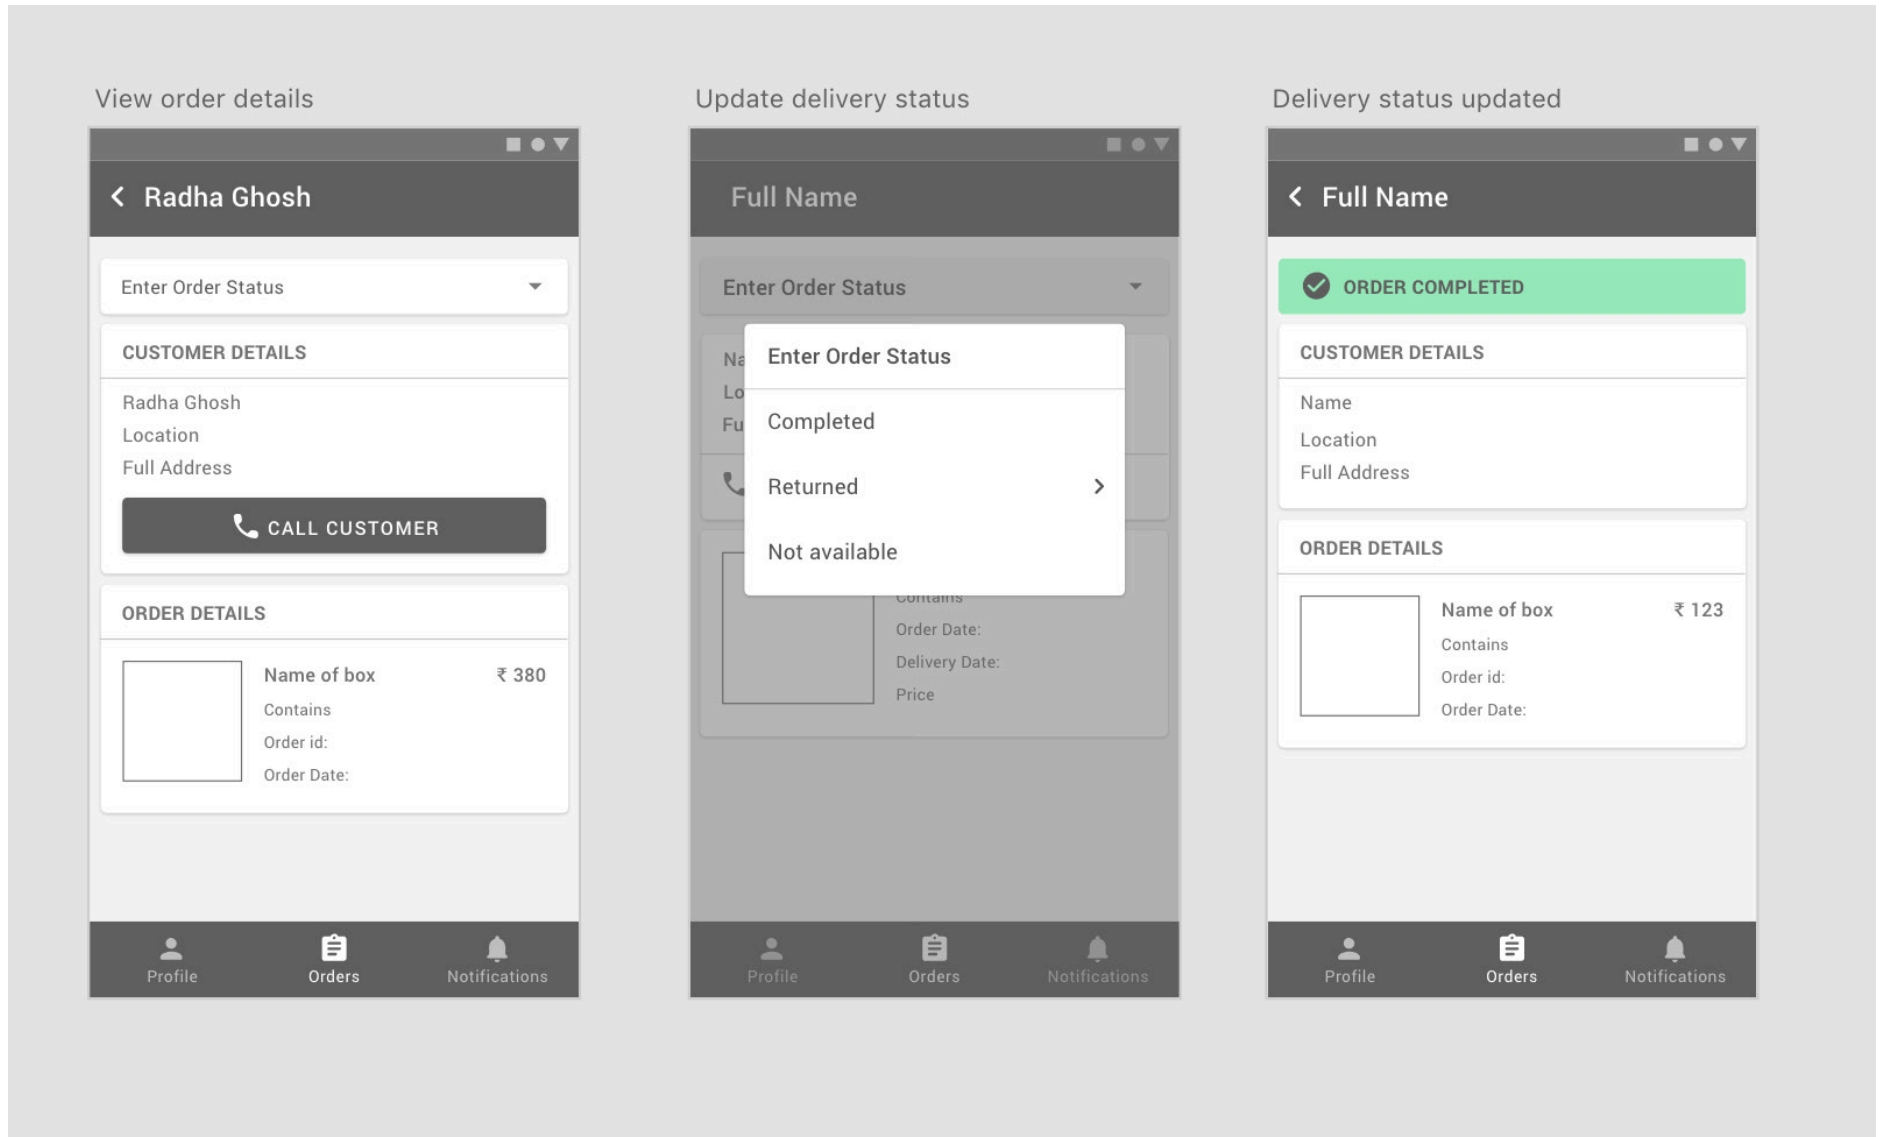 View order details
Radha Ghosh
Enter Order Status
CUSTOMER DETAILS
Radha Ghosh
Location
Full Address
CALL CUSTOMER
ORDER DETAILS
Name of box ₹ 380
Contains
Order id:
Order Date:
Profile Orders Notifications
Update delivery status
Full Name
Enter Order Status
Na
Lo
Fu
Enter Order Status
Completed
Returned
Not available
Contains
Order Date:
Delivery Date:
Price
Profile Orders Notifications
Delivery status updated
Full Name
ORDER COMPLETED
CUSTOMER DETAILS
Name
Location
Full Address
ORDER DETAILS
Name of box ₹ 123
Contains
Order id:
Order Date:
Profile Orders Notifications